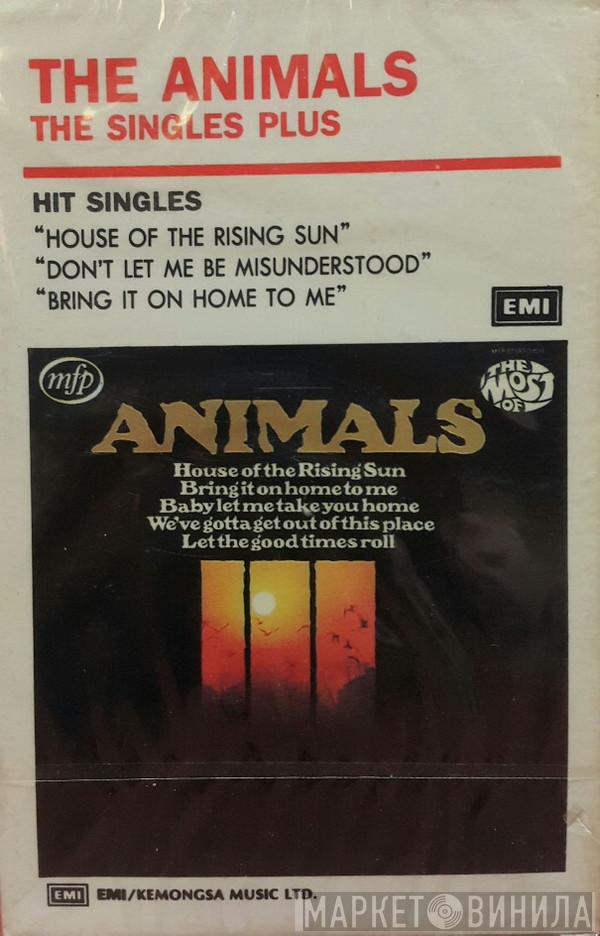 THE ANIMALS
THE SINGLES PLUS
HIT SINGLES
“HOUSE OF THE RISING SUN”
“DON’T LET ME BE MISUNDERSTOOD”
“BRING IT ON HOME TO ME”
EMI
mfp
THE
MOST
OF
ANIMALS
House of the Rising Sun
Bring it on home to me
Baby let me take you home
We've gotta get out of this place
Let the good times roll
EMI EMI/KEMONGSA MUSIC LTD.
МАРКЕТ ВИНИЛА